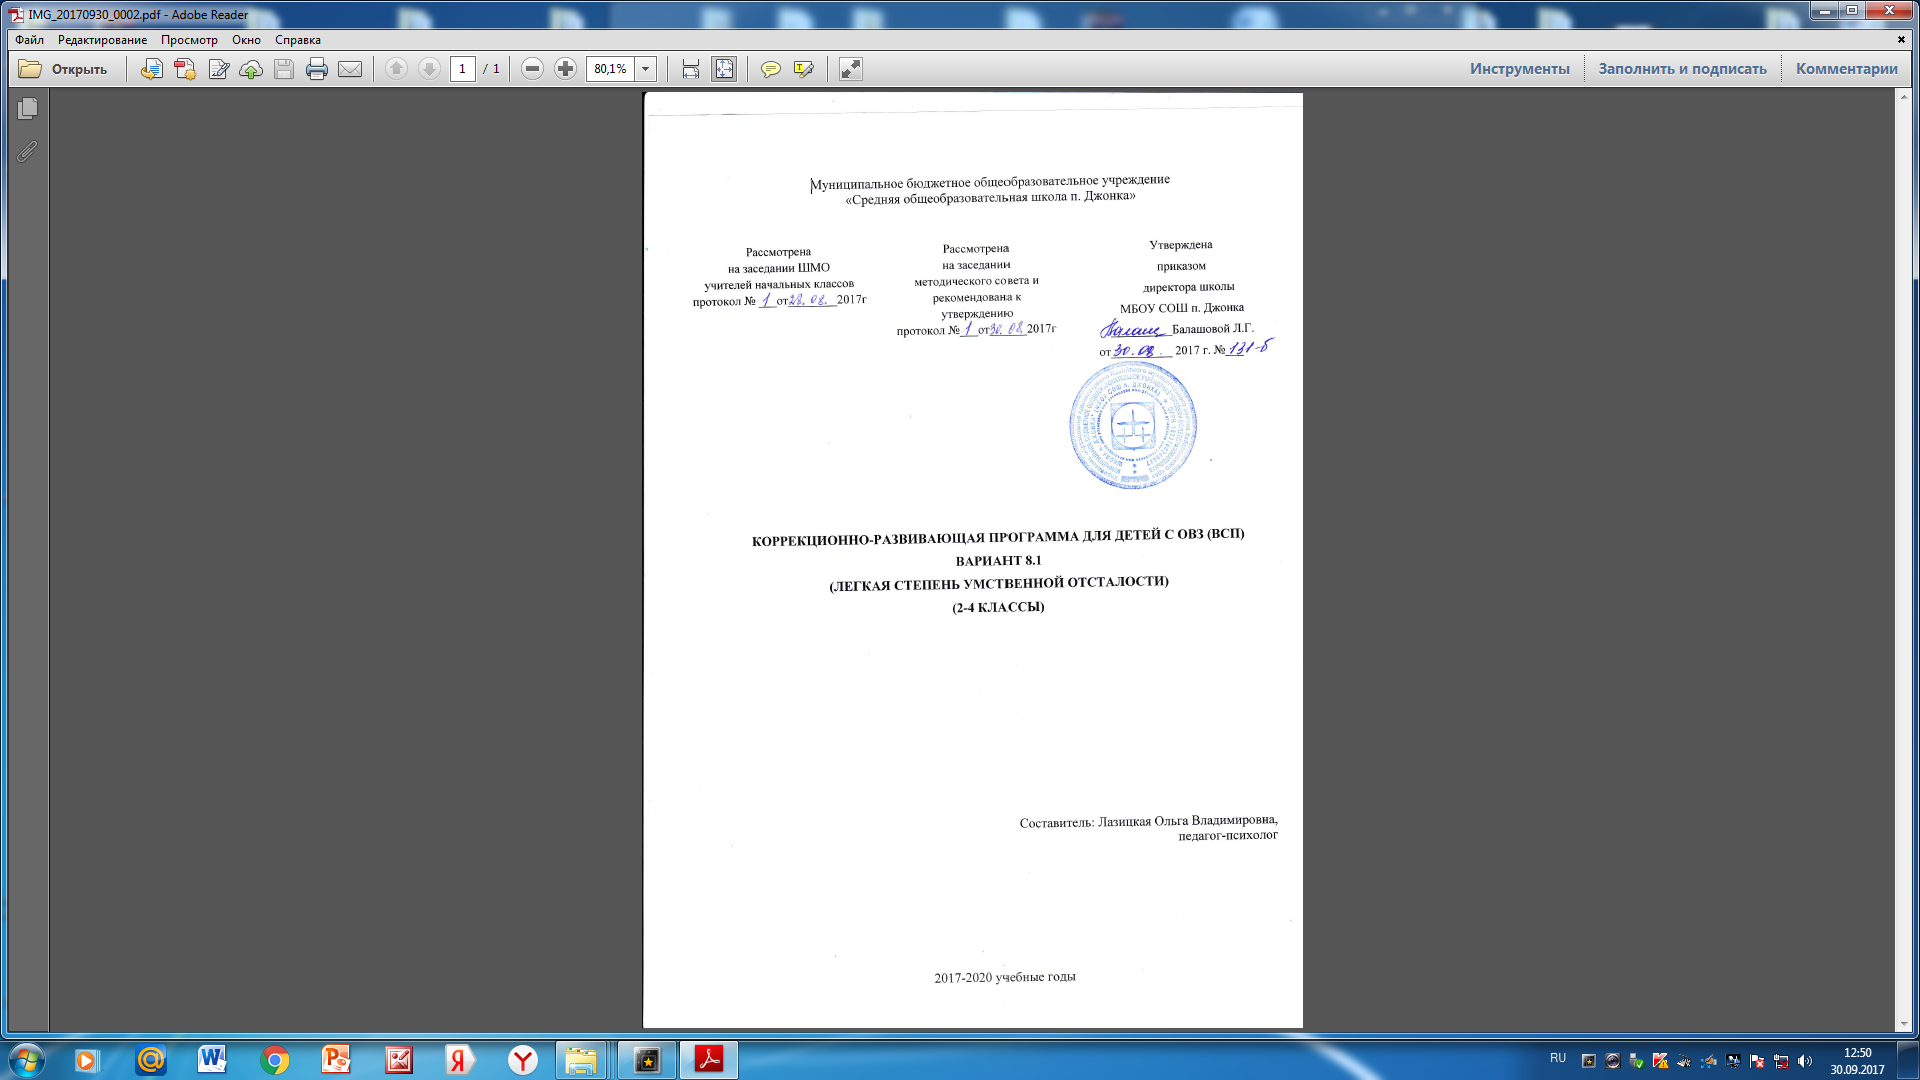 IMG_20170930_0002.pdf - Adobe Reader
Файл Редактирование Просмотр Окно Справка
Открыть 1 / 1 80,1% Инструменты Заполнить и подписать Комментарии
Муниципальное бюджетное общеобразовательное учреждение
«Средняя общеобразовательная школа п. Джонка»
Рассмотрена
на заседании ШМО
учителей начальных классов
протокол № 1 от 28.08. 2017г
Рассмотрена
на заседании
методического совета и
рекомендована к
утверждению
протокол № 1 от 30.08 2017г
Утверждена
приказом
директора школы
МБОУ СОШ п. Джонка
Балашовой Л.Г.
от 30.08. 2017 г. № 131-б
КОРРЕКЦИОННО-РАЗВИВАЮЩАЯ ПРОГРАММА ДЛЯ ДЕТЕЙ С ОВЗ (ВСП)
ВАРИАНТ 8.1
(ЛЕГКАЯ СТЕПЕНЬ УМСТВЕННОЙ ОТСТАЛОСТИ)
(2-4 КЛАССЫ)
Составитель: Лазицкая Ольга Владимировна,
педагог-психолог
2017-2020 учебные годы
RU
12:50
30.09.2017